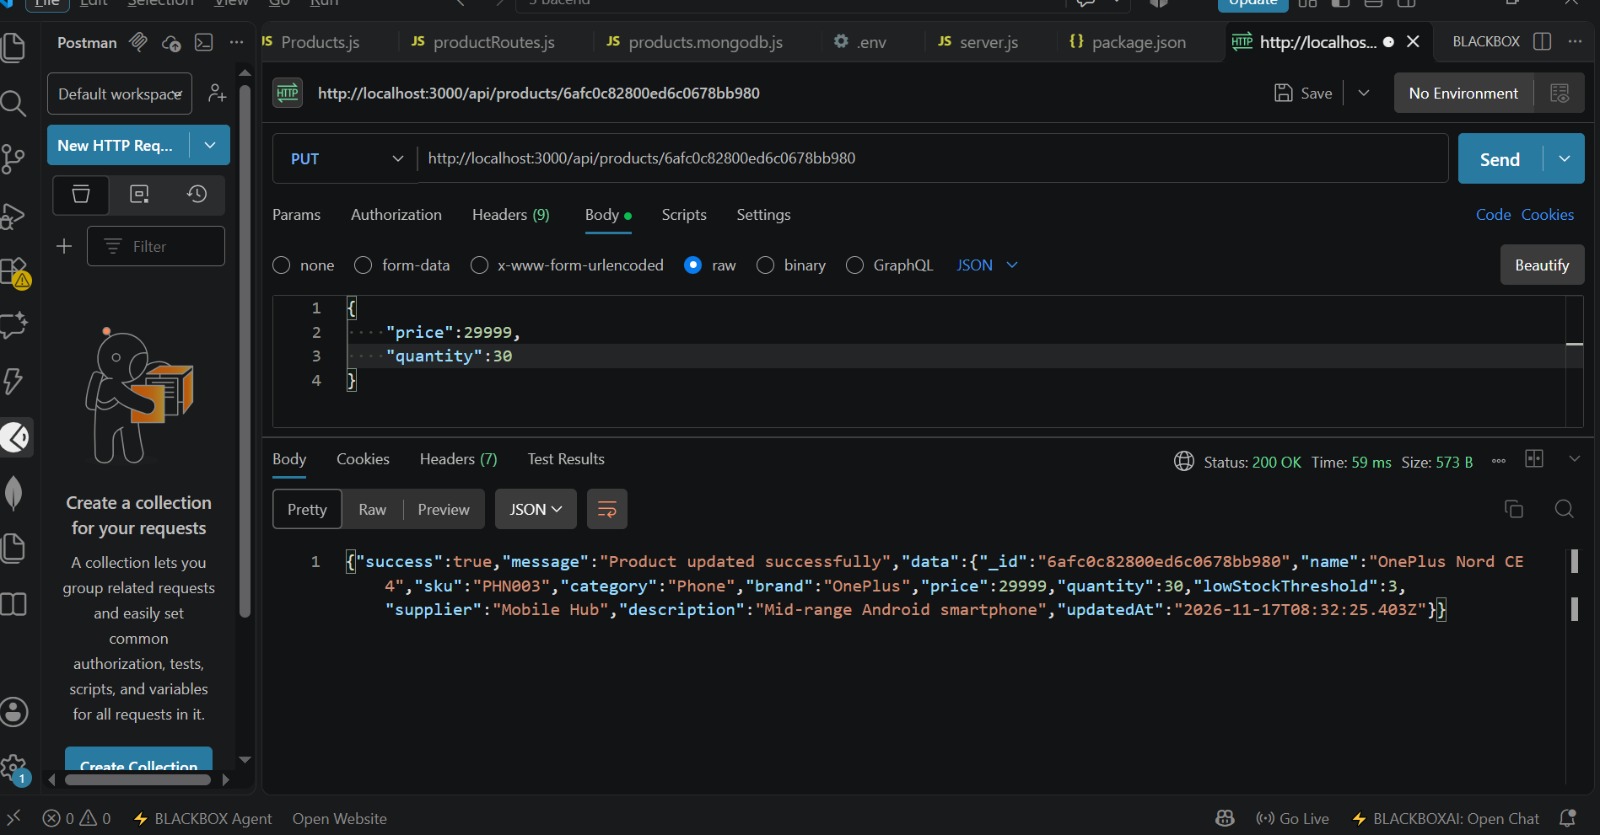 File Edit Selection View Go Run
Update
Postman
Products.js
JS productRoutes.js
JS products.mongodb.js
.env
JS server.js
{} package.json
HTTP http://localhos...
BLACKBOX
Default workspace
HTTP
http://localhost:3000/api/products/6afc0c82800ed6c0678bb980
Save
No Environment
New HTTP Req...
PUT
http://localhost:3000/api/products/6afc0c82800ed6c0678bb980
Send
Params Authorization Headers (9) Body Scripts Settings
Code Cookies
Filter
none form-data x-www-form-urlencoded raw binary GraphQL JSON
Beautify
1 {
2 ····"price":29999,
3 ····"quantity":30
4 }
Create a collection
for your requests
A collection lets you
group related requests
and easily set
common
authorization, tests,
scripts, and variables
for all requests in it.
Create Collection
Body Cookies Headers (7) Test Results
Status: 200 OK Time: 59 ms Size: 573 B
Pretty Raw Preview JSON
1 {"success":true,"message":"Product updated successfully","data":{"_id":"6afc0c82800ed6c0678bb980","name":"OnePlus Nord CE
4","sku":"PHN003","category":"Phone","brand":"OnePlus","price":29999,"quantity":30,"lowStockThreshold":3,
"supplier":"Mobile Hub","description":"Mid-range Android smartphone","updatedAt":"2026-11-17T08:32:25.403Z"}}
1
0 0 BLACKBOX Agent Open Website
Go Live BLACKBOXAI: Open Chat